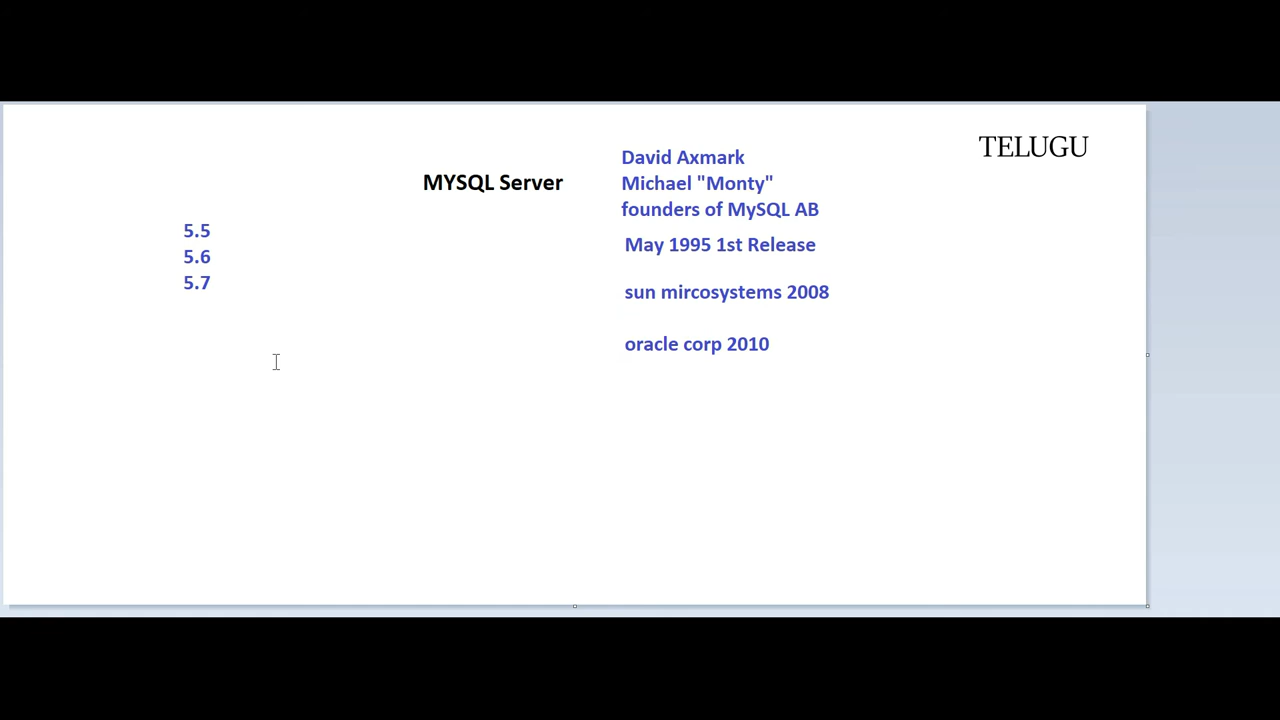 TELUGU
MYSQL Server
David Axmark
Michael "Monty"
founders of MySQL AB
May 1995 1st Release
sun mircosystems 2008
oracle corp 2010
5.5
5.6
5.7